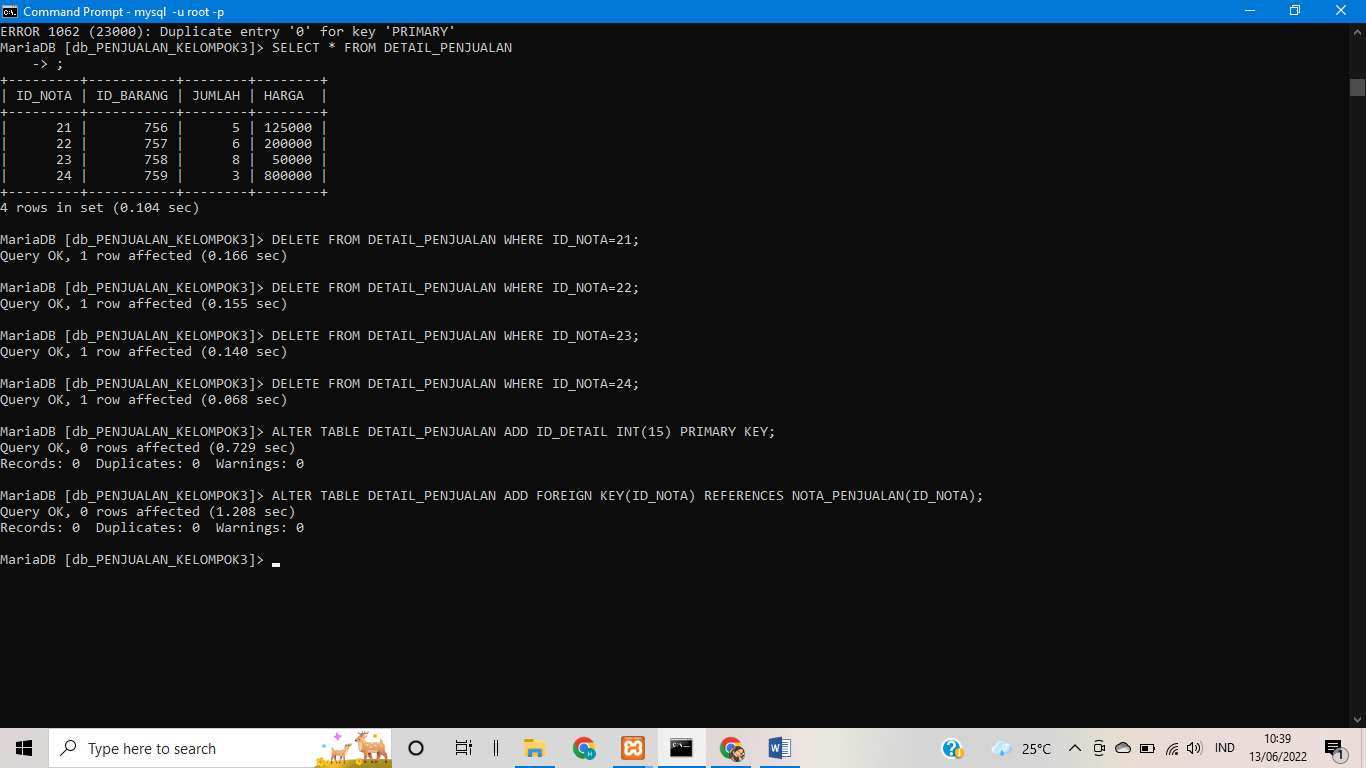 Command Prompt - mysql -u root -p
ERROR 1062 (23000): Duplicate entry '0' for key 'PRIMARY'
MariaDB [db_PENJUALAN_KELOMPOK3]> SELECT * FROM DETAIL_PENJUALAN
    -> ;
+---------+-----------+--------+--------+
| ID_NOTA | ID_BARANG | JUMLAH | HARGA  |
+---------+-----------+--------+--------+
|      21 |       756 |      5 | 125000 |
|      22 |       757 |      6 | 200000 |
|      23 |       758 |      8 |  50000 |
|      24 |       759 |      3 | 800000 |
+---------+-----------+--------+--------+
4 rows in set (0.104 sec)
MariaDB [db_PENJUALAN_KELOMPOK3]> DELETE FROM DETAIL_PENJUALAN WHERE ID_NOTA=21;
Query OK, 1 row affected (0.166 sec)
MariaDB [db_PENJUALAN_KELOMPOK3]> DELETE FROM DETAIL_PENJUALAN WHERE ID_NOTA=22;
Query OK, 1 row affected (0.155 sec)
MariaDB [db_PENJUALAN_KELOMPOK3]> DELETE FROM DETAIL_PENJUALAN WHERE ID_NOTA=23;
Query OK, 1 row affected (0.140 sec)
MariaDB [db_PENJUALAN_KELOMPOK3]> DELETE FROM DETAIL_PENJUALAN WHERE ID_NOTA=24;
Query OK, 1 row affected (0.068 sec)
MariaDB [db_PENJUALAN_KELOMPOK3]> ALTER TABLE DETAIL_PENJUALAN ADD ID_DETAIL INT(15) PRIMARY KEY;
Query OK, 0 rows affected (0.729 sec)
Records: 0  Duplicates: 0  Warnings: 0
MariaDB [db_PENJUALAN_KELOMPOK3]> ALTER TABLE DETAIL_PENJUALAN ADD FOREIGN KEY(ID_NOTA) REFERENCES NOTA_PENJUALAN(ID_NOTA);
Query OK, 0 rows affected (1.208 sec)
Records: 0  Duplicates: 0  Warnings: 0
MariaDB [db_PENJUALAN_KELOMPOK3]> _
Type here to search
25°C
IND
10:39
13/06/2022
1